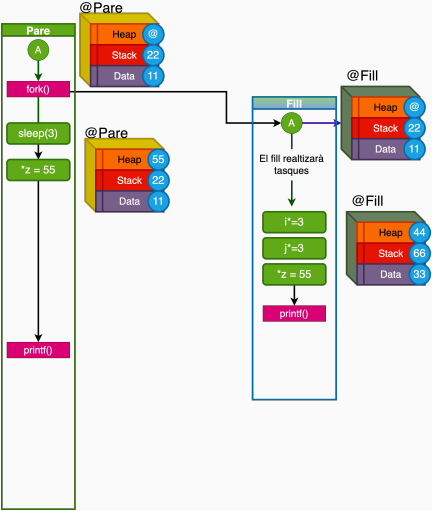 @Pare
Pare
A
Heap @
Stack 22
Data 11
fork()
sleep(3)
*z = 55
@Pare
Heap 55
Stack 22
Data 11
printf()
Fill
A
El fill realtizarà
tasques
i*=3
j*=3
*z = 55
printf()
@Fill
Heap @
Stack 22
Data 11
@Fill
Heap 44
Stack 66
Data 33